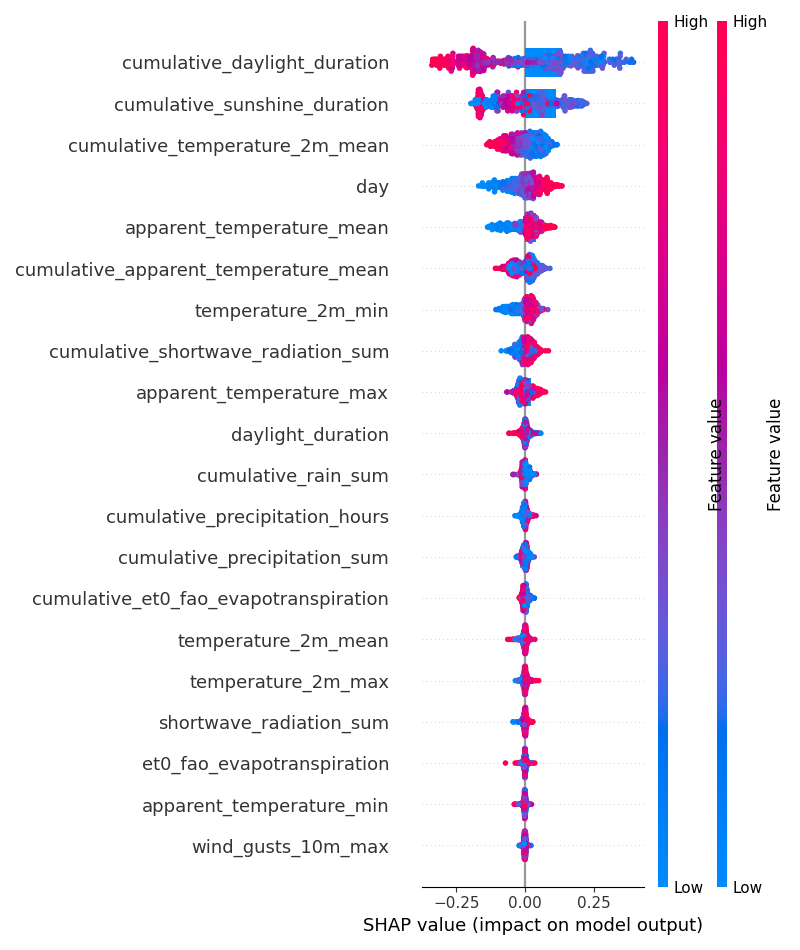 High
High
cumulative_daylight_duration
cumulative_sunshine_duration
cumulative_temperature_2m_mean
day
apparent_temperature_mean
cumulative_apparent_temperature_mean
temperature_2m_min
cumulative_shortwave_radiation_sum
apparent_temperature_max
daylight_duration
cumulative_rain_sum
cumulative_precipitation_hours
cumulative_precipitation_sum
cumulative_et0_fao_evapotranspiration
temperature_2m_mean
temperature_2m_max
shortwave_radiation_sum
et0_fao_evapotranspiration
apparent_temperature_min
wind_gusts_10m_max
Feature value
Feature value
Low
Low
−0.25 0.00 0.25
SHAP value (impact on model output)